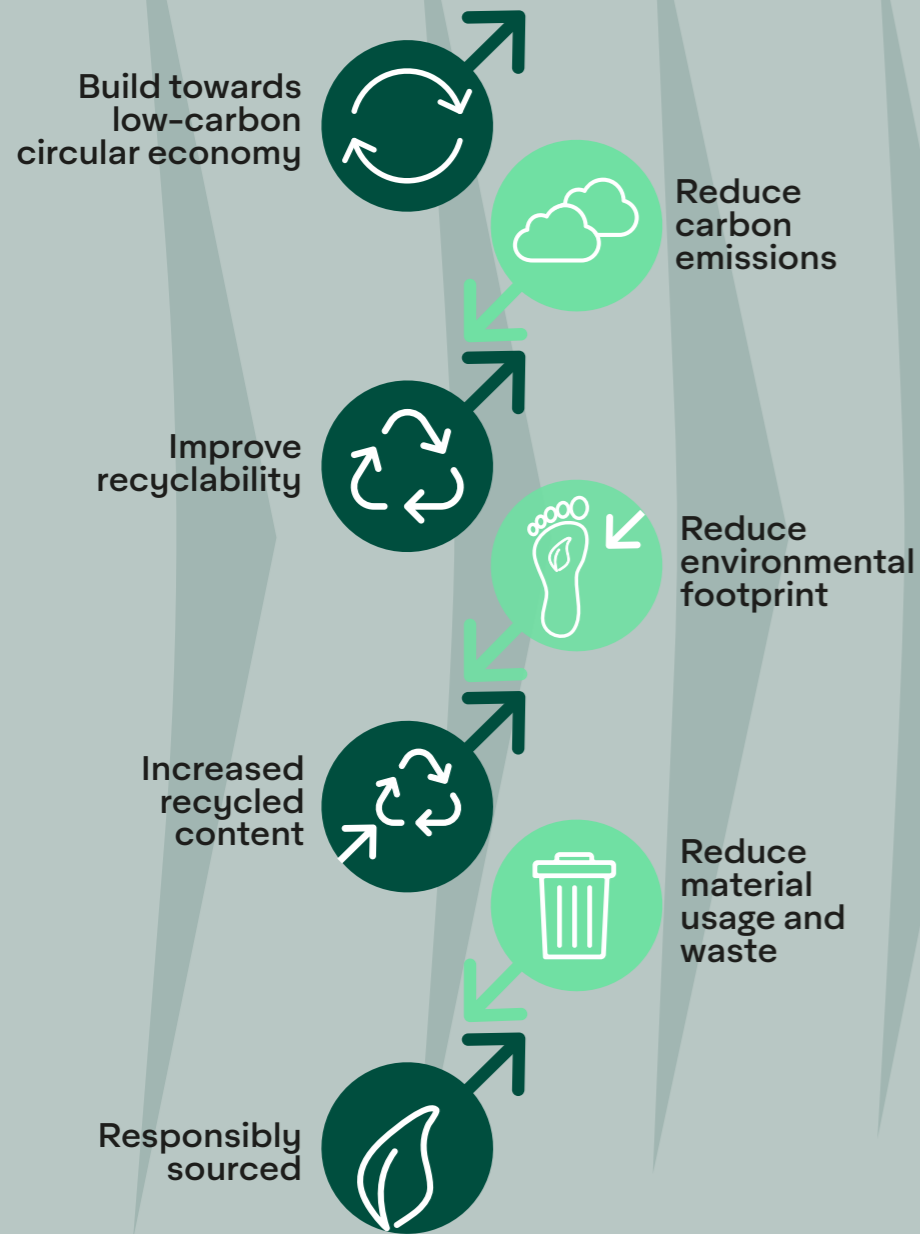 Build towards
low-carbon
circular economy
Reduce
carbon
emissions
Improve
recyclability
Reduce
environmental
footprint
Increased
recycled
content
Reduce
material
usage and
waste
Responsibly
sourced